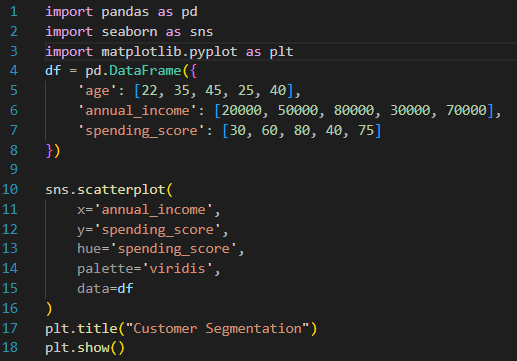 1 import pandas as pd
2 import seaborn as sns
3 import matplotlib.pyplot as plt
4 df = pd.DataFrame({
5     'age': [22, 35, 45, 25, 40],
6     'annual_income': [20000, 50000, 80000, 30000, 70000],
7     'spending_score': [30, 60, 80, 40, 75]
8 })
9
10 sns.scatterplot(
11     x='annual_income',
12     y='spending_score',
13     hue='spending_score',
14     palette='viridis',
15     data=df
16 )
17 plt.title("Customer Segmentation")
18 plt.show()